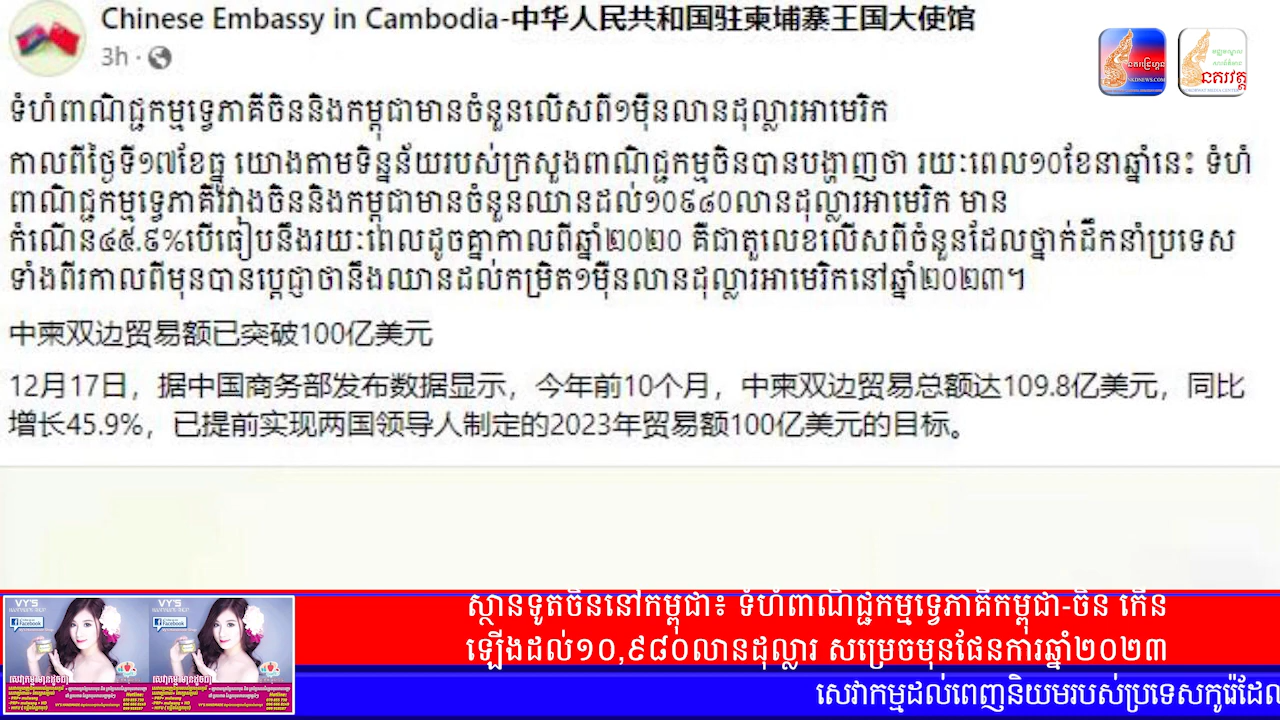 Chinese Embassy in Cambodia-中华人民共和国驻柬埔寨王国大使馆
3h ·
ទំហំពាណិជ្ជកម្មទ្វេភាគីចិននិងកម្ពុជាមានចំនួនលើសពី១ម៉ឺនលានដុល្លារអាមេរិក
កាលពីថ្ងៃទី១៧ខែធ្នូ យោងតាមទិន្នន័យរបស់ក្រសួងពាណិជ្ជកម្មចិនបានបង្ហាញថា រយៈពេល១០ខែនាឆ្នាំនេះ ទំហំ
ពាណិជ្ជកម្មទ្វេភាគីរវាងចិននិងកម្ពុជាមានចំនួនឈានដល់១០៩៨០លានដុល្លារអាមេរិក មាន
កំណើន៤៥.៩%បើធៀបនឹងរយៈពេលដូចគ្នាកាលពីឆ្នាំ២០២០ គឺជាតួលេខលើសពីចំនួនដែលថ្នាក់ដឹកនាំប្រទេស
ទាំងពីរកាលពីមុនបានប្តេជ្ញាថានឹងឈានដល់កម្រិត១ម៉ឺនលានដុល្លារអាមេរិកនៅឆ្នាំ២០២៣។
中柬双边贸易额已突破100亿美元
12月17日，据中国商务部发布数据显示，今年前10个月，中柬双边贸易总额达109.8亿美元，同比
增长45.9%，已提前实现两国领导人制定的2023年贸易额100亿美元的目标。
នគរវត្ត
ស្ថានទូតចិននៅកម្ពុជា៖ ទំហំពាណិជ្ជកម្មទ្វេភាគីកម្ពុជា-ចិន កើន
ឡើងដល់១០,៩៨០លានដុល្លារ សម្រេចមុនផែនការឆ្នាំ២០២៣
VY'S
facebook
VY'S
facebook
សេវាកម្មដល់ពេញនិយមរបស់ប្រទេសកូរ៉េដែល